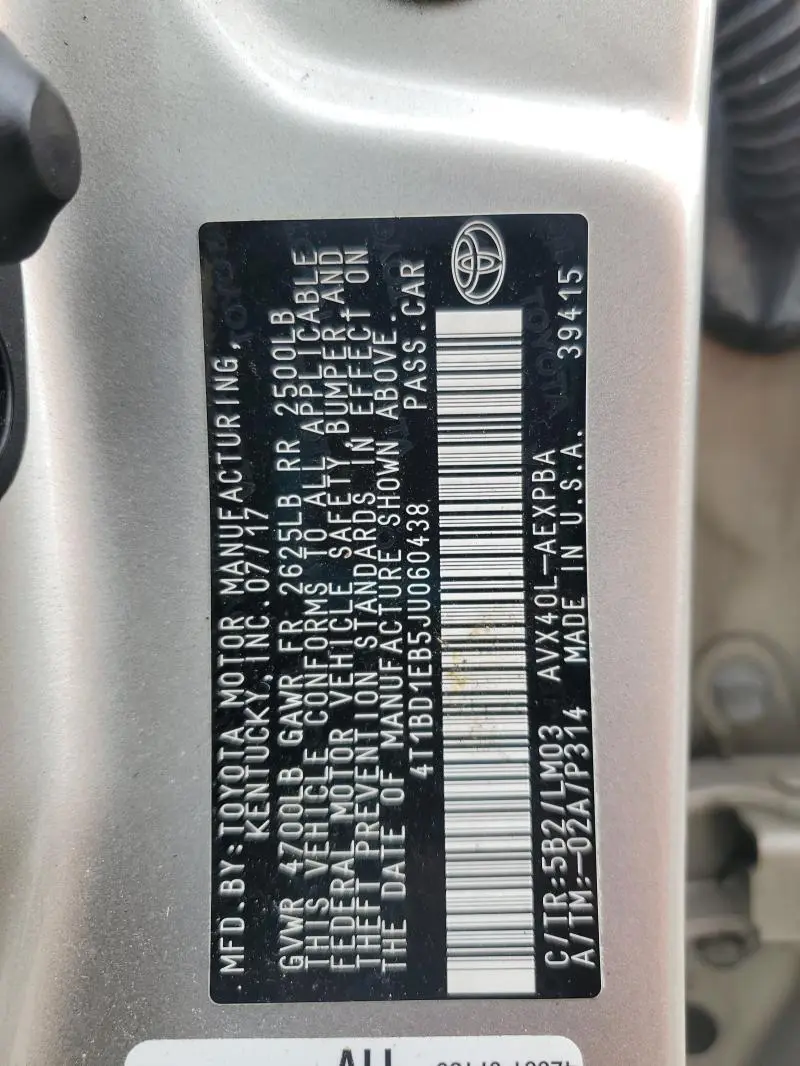 MFD.BY:TOYOTA MOTOR MANUFACTURING,
KENTUCKY, INC. 07/17
GVWR 4700LB GAWR FR 2625LB RR 2500LB
THIS VEHICLE CONFORMS TO ALL APPLICABLE
FEDERAL MOTOR VEHICLE SAFETY, BUMPER, AND
THEFT PREVENTION STANDARDS IN EFFECT ON
THE DATE OF MANUFACTURE SHOWN ABOVE.
4T1BD1EB5JU060438 PASS.CAR
C/TR:5B2/LM03 AVX40L-AEXPBA
A/TM:-02A/P314 MADE IN U.S.A. 39415
TOYOTA